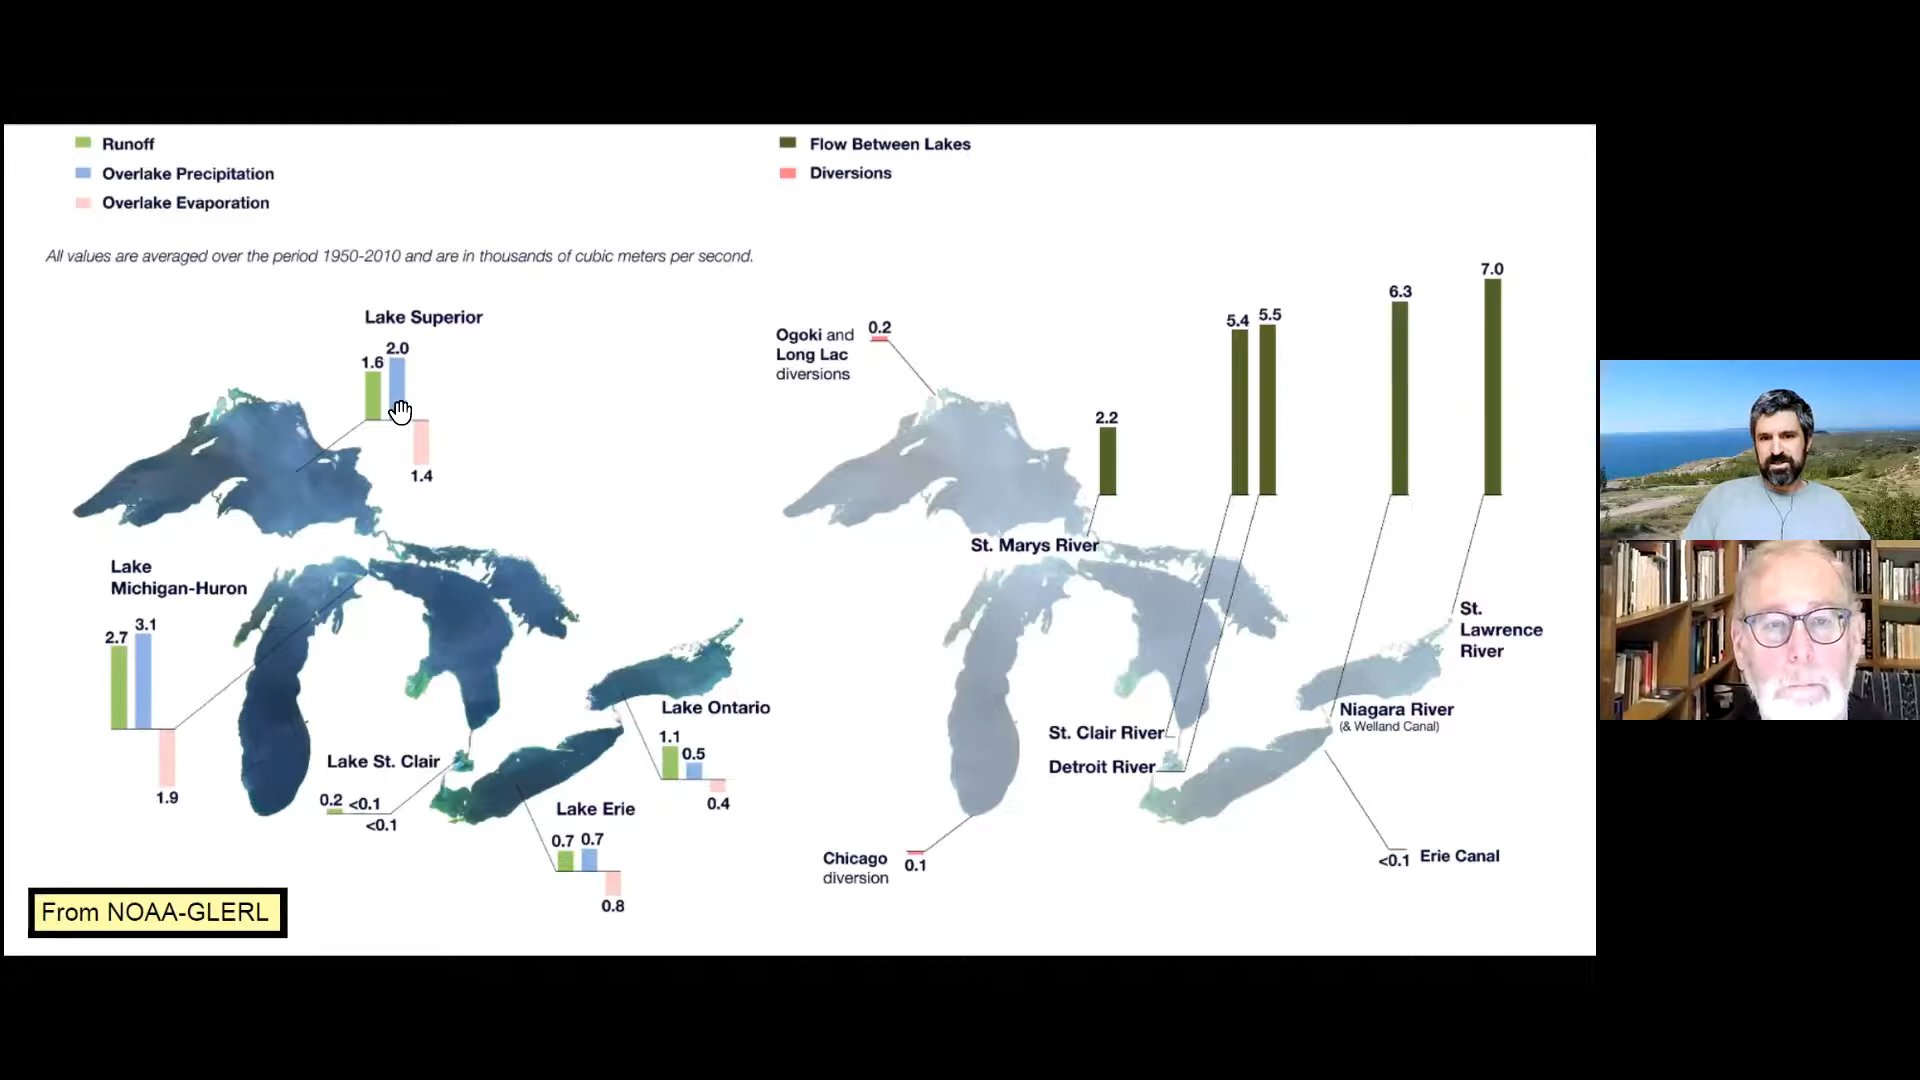 Runoff
Overlake Precipitation
Overlake Evaporation
All values are averaged over the period 1950-2010 and are in thousands of cubic meters per second.
Lake Superior
1.6
2.0
1.4
Lake
Michigan-Huron
2.7
3.1
1.9
Lake St. Clair
0.2
<0.1
<0.1
Lake Ontario
1.1
0.5
0.4
Lake Erie
0.7
0.7
0.8
From NOAA-GLERL
Flow Between Lakes
Diversions
Ogoki and
Long Lac
diversions
0.2
2.2
St. Marys River
5.4
5.5
6.3
7.0
St.
Lawrence
River
Niagara River
(& Welland Canal)
St. Clair River
Detroit River
Chicago
diversion
0.1
<0.1
Erie Canal